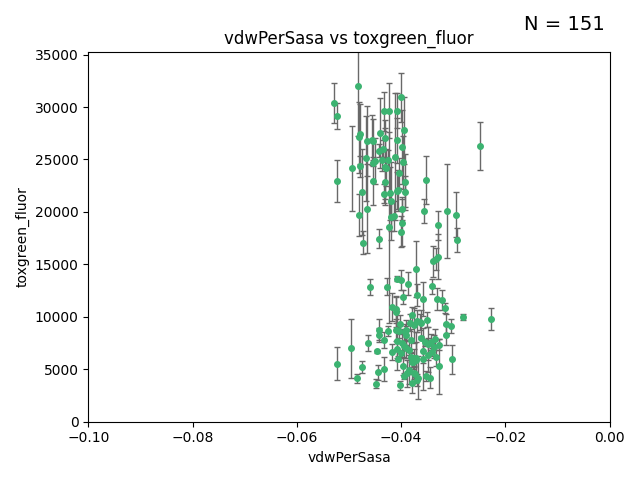 N = 151
vdwPerSasa vs toxgreen_fluor
35000
30000
25000
20000
15000
10000
5000
0
toxgreen_fluor
−0.10 −0.08 −0.06 −0.04 −0.02 0.00
vdwPerSasa